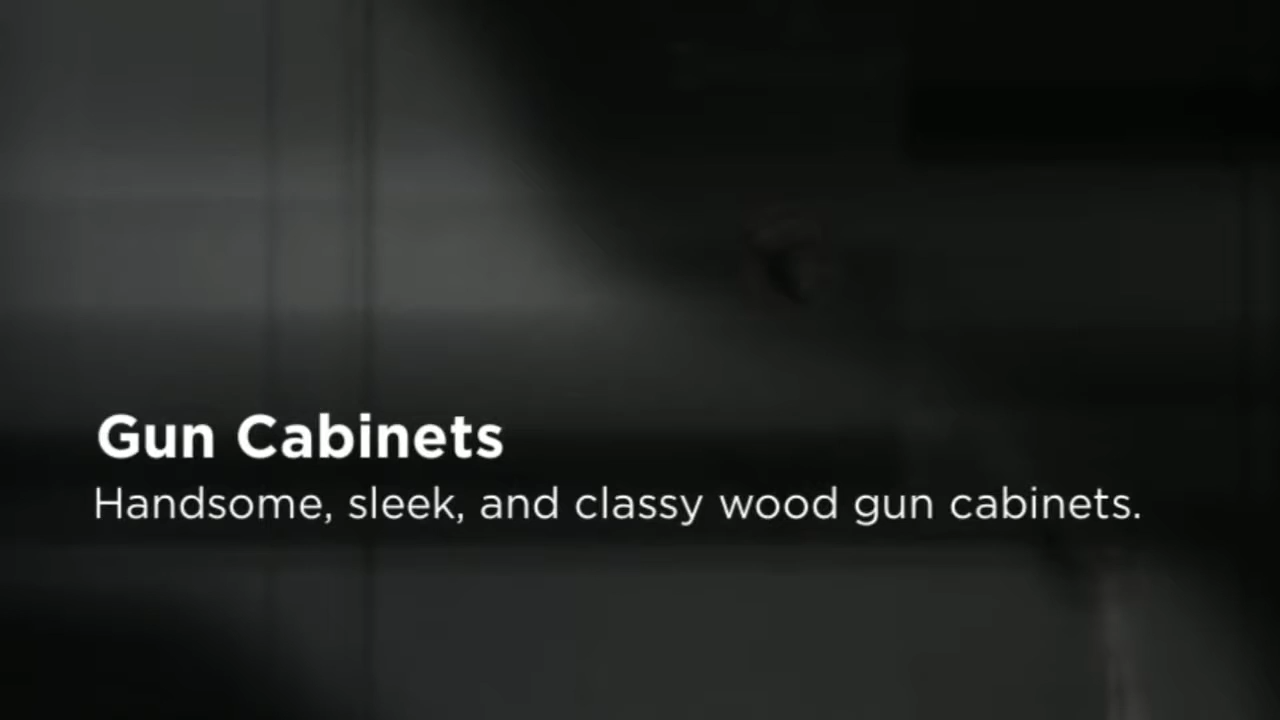 Gun Cabinets
Handsome, sleek, and classy wood gun cabinets.